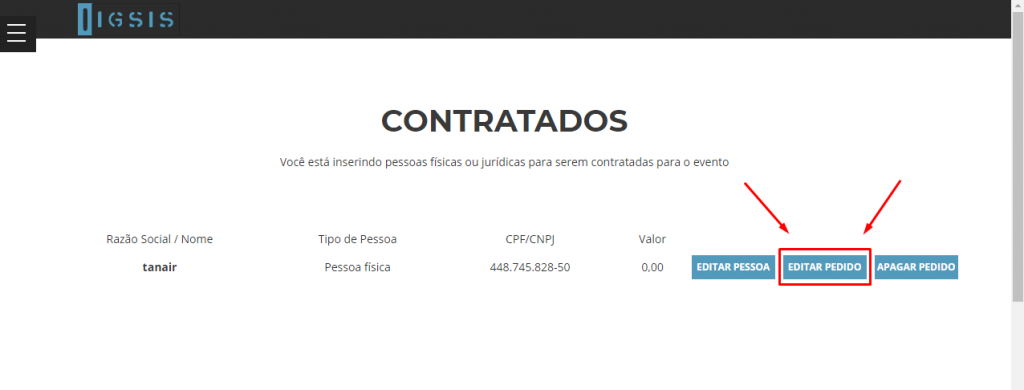 IGSIS
CONTRATADOS
Você está inserindo pessoas físicas ou jurídicas para serem contratadas para o evento
Razão Social / Nome Tipo de Pessoa CPF/CNPJ Valor
tanair Pessoa física 448.745.828-50 0,00 EDITAR PESSOA EDITAR PEDIDO APAGAR PEDIDO